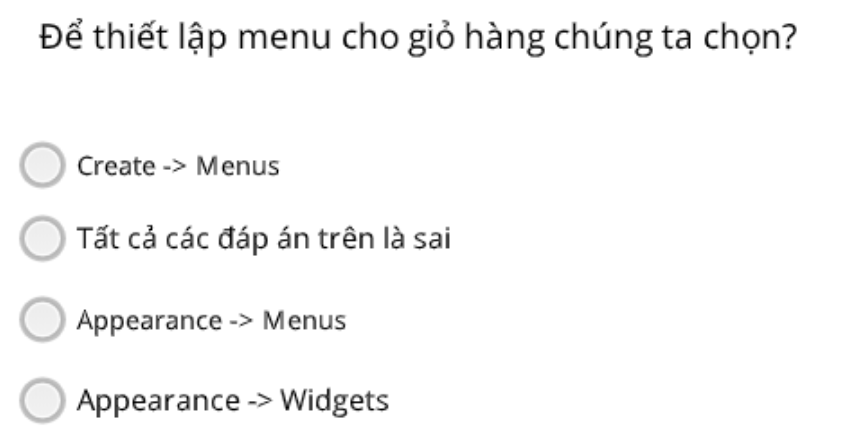 Để thiết lập menu cho giỏ hàng chúng ta chọn?
Create -> Menus
Tất cả các đáp án trên là sai
Appearance -> Menus
Appearance -> Widgets